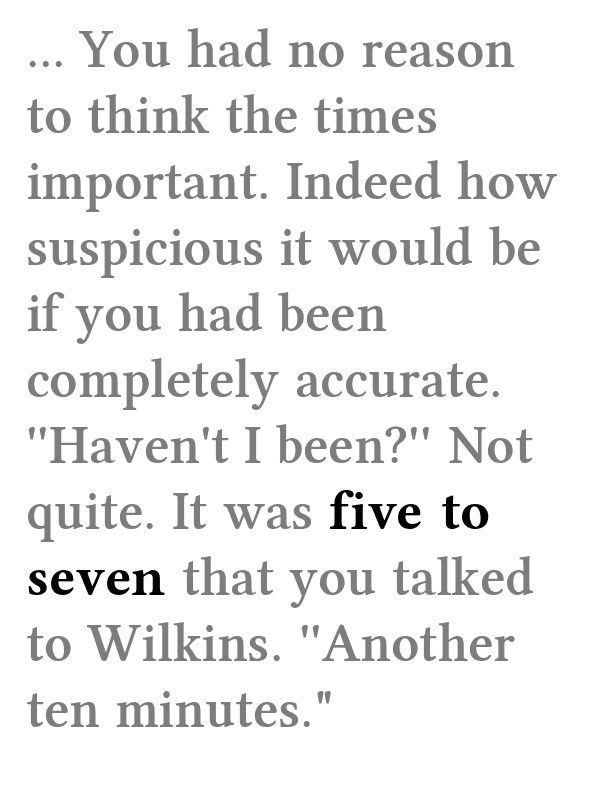 ... You had no reason
to think the times
important. Indeed how
suspicious it would be
if you had been
completely accurate.
''Haven't I been?'' Not
quite. It was five to
seven that you talked
to Wilkins. ''Another
ten minutes."